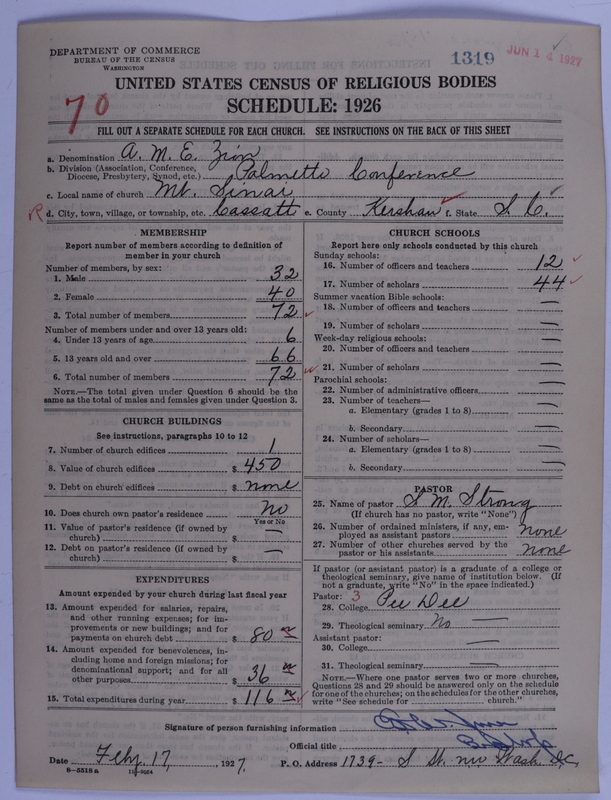 DEPARTMENT OF COMMERCE
BUREAU OF THE CENSUS
WASHINGTON
1319
JUN 14 1927
UNITED STATES CENSUS OF RELIGIOUS BODIES
SCHEDULE: 1926
70
FILL OUT A SEPARATE SCHEDULE FOR EACH CHURCH. SEE INSTRUCTIONS ON THE BACK OF THIS SHEET
a. Denomination A. M. E. Zion
b. Division (Association, Conference, Diocese, Presbytery, Synod, etc.) Palmetto Conference
c. Local name of church Mt. Sinai
R d. City, town, village, or township, etc. Cassatt e. County Kershaw f. State S. C.
MEMBERSHIP
Report number of members according to definition of
member in your church
Number of members, by sex:
1. Male 32
2. Female 40
3. Total number of members 72
Number of members under and over 13 years old:
4. Under 13 years of age 6
5. 13 years old and over 66
6. Total number of members 72
NOTE.—The total given under Question 6 should be the
same as the total of males and females given under Question 3.
CHURCH BUILDINGS
See instructions, paragraphs 10 to 12
7. Number of church edifices 1
8. Value of church edifices $ 450
9. Debt on church edifices $ none
10. Does church own pastor's residence? No
Yes or No
11. Value of pastor's residence (if owned by
church) $ —
12. Debt on pastor's residence (if owned by
church) $ —
EXPENDITURES
Amount expended by your church during last fiscal year
13. Amount expended for salaries, repairs,
and other running expenses; for im-
provements or new buildings; and for
payments on church debt $ 80
14. Amount expended for benevolences, in-
cluding home and foreign missions; for
denominational support; and for all
other purposes $ 36
15. Total expenditures during year $ 116
CHURCH SCHOOLS
Report here only schools conducted by this church
Sunday schools:
16. Number of officers and teachers 12
17. Number of scholars 44
Summer vacation Bible schools:
18. Number of officers and teachers —
19. Number of scholars —
Week-day religious schools:
20. Number of officers and teachers —
21. Number of scholars —
Parochial schools:
22. Number of administrative officers —
23. Number of teachers—
a. Elementary (grades 1 to 8) —
b. Secondary —
24. Number of scholars—
a. Elementary (grades 1 to 8) —
b. Secondary —
PASTOR
25. Name of pastor S. M. Strong
(If church has no pastor, write "None")
26. Number of ordained ministers, if any, em-
ployed as assistant pastors none
27. Number of other churches served by the
pastor or his assistants none
If pastor (or assistant pastor) is a graduate of a college or
theological seminary, give name of institution below. (If
not a graduate, write "No" in the space indicated.)
Pastor: 3
28. College Pee Dee
29. Theological seminary No —
Assistant pastor:
30. College —
31. Theological seminary —
NOTE.—Where one pastor serves two or more churches,
Questions 28 and 29 should be answered only on the schedule
for one of the churches; on the schedules for the other churches,
write "See schedule for church."
Signature of person furnishing information
Official title Bishop
Date Feby. 17, 1927. P. O. Address 1739- S St. NW Wash. D.C.
8-5518a